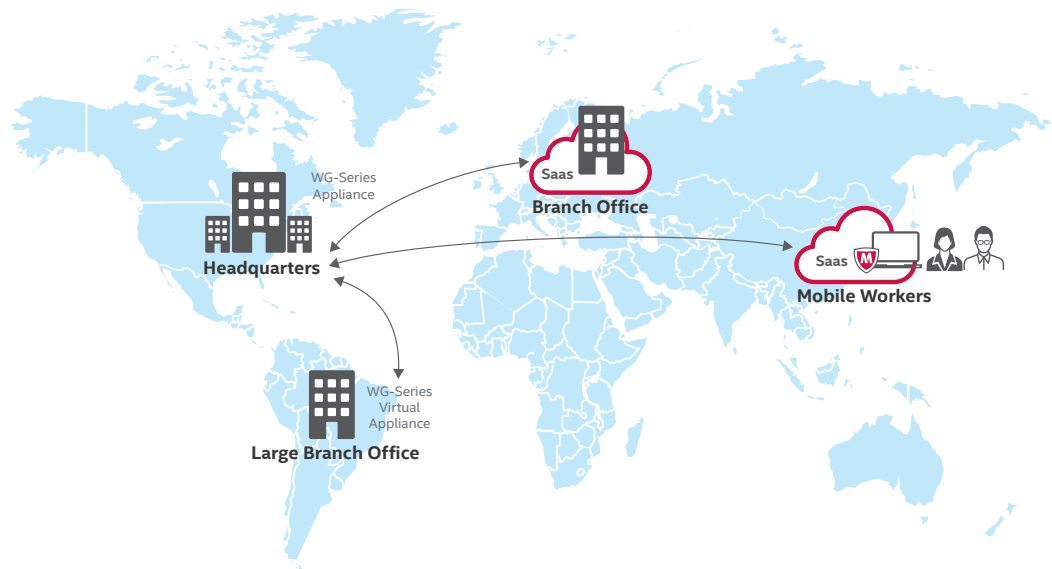 WG-Series
Appliance
Headquarters
Saas
Branch Office
Saas
M
Mobile Workers
WG-Series
Virtual
Appliance
Large Branch Office